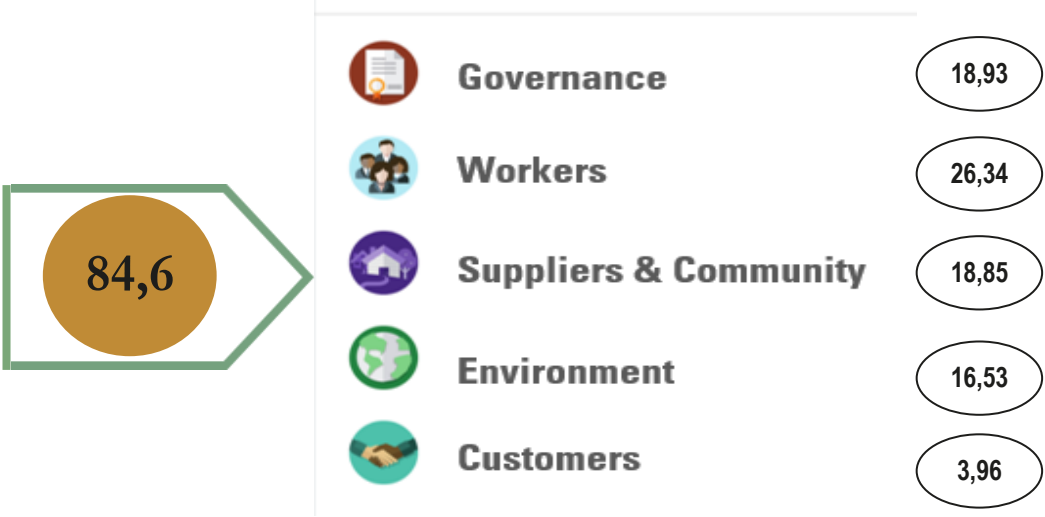 84,6
Governance 18,93
Workers 26,34
Suppliers & Community 18,85
Environment 16,53
Customers 3,96